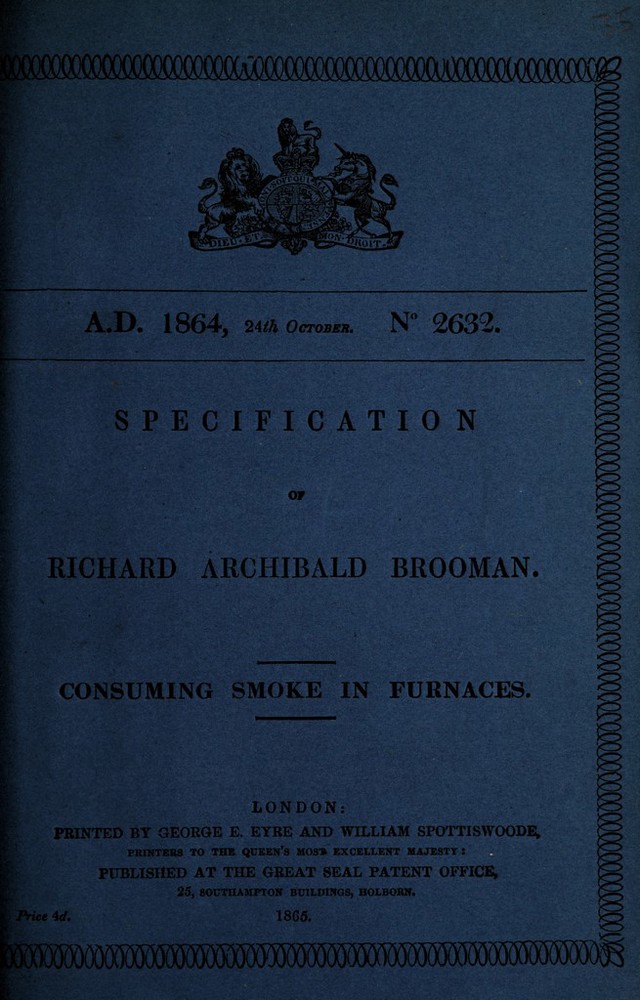 DIEU ET MON DROIT.
A.D. 1864, 24th OCTOBER. No 2632.
SPECIFICATION
OF
RICHARD ARCHIBALD BROOMAN.
CONSUMING SMOKE IN FURNACES.
LONDON:
PRINTED BY GEORGE E. EYRE AND WILLIAM SPOTTISWOODE,
PRINTERS TO THE QUEEN'S MOST EXCELLENT MAJESTY:
PUBLISHED AT THE GREAT SEAL PATENT OFFICE,
25, SOUTHAMPTON BUILDINGS, HOLBORN.
Price 4d. 1865.